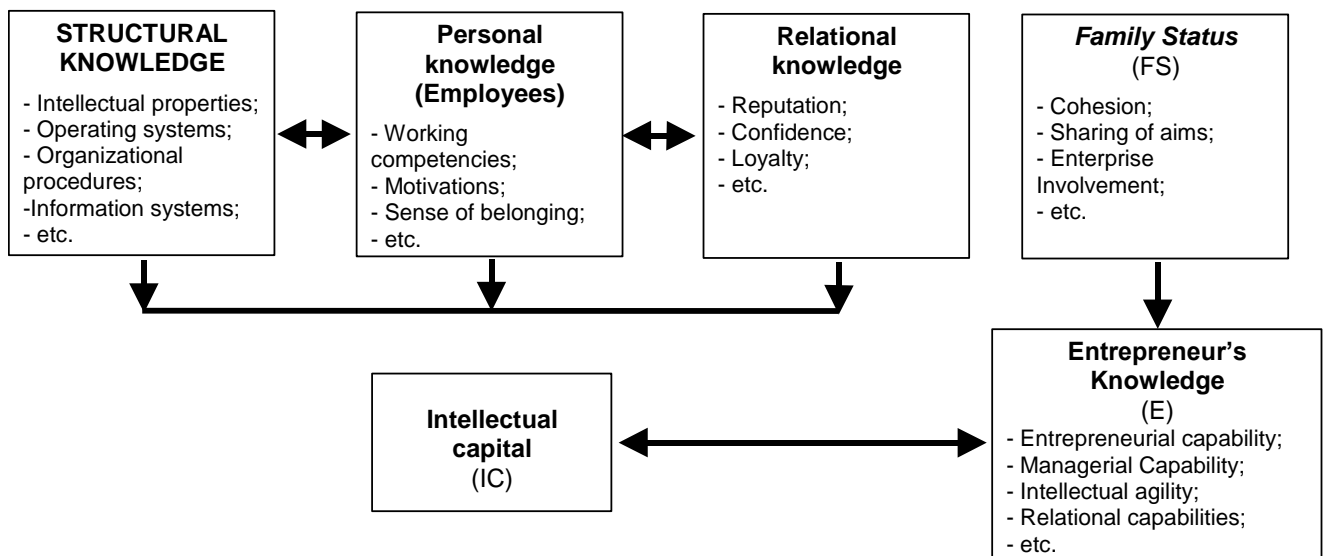 STRUCTURAL
KNOWLEDGE
- Intellectual properties;
- Operating systems;
- Organizational
procedures;
-Information systems;
- etc.
Personal
knowledge
(Employees)
- Working
competencies;
- Motivations;
- Sense of belonging;
- etc.
Relational
knowledge
- Reputation;
- Confidence;
- Loyalty;
- etc.
Family Status
(FS)
- Cohesion;
- Sharing of aims;
- Enterprise
Involvement;
- etc.
Intellectual
capital
(IC)
Entrepreneur’s
Knowledge
(E)
- Entrepreneurial capability;
- Managerial Capability;
- Intellectual agility;
- Relational capabilities;
- etc.